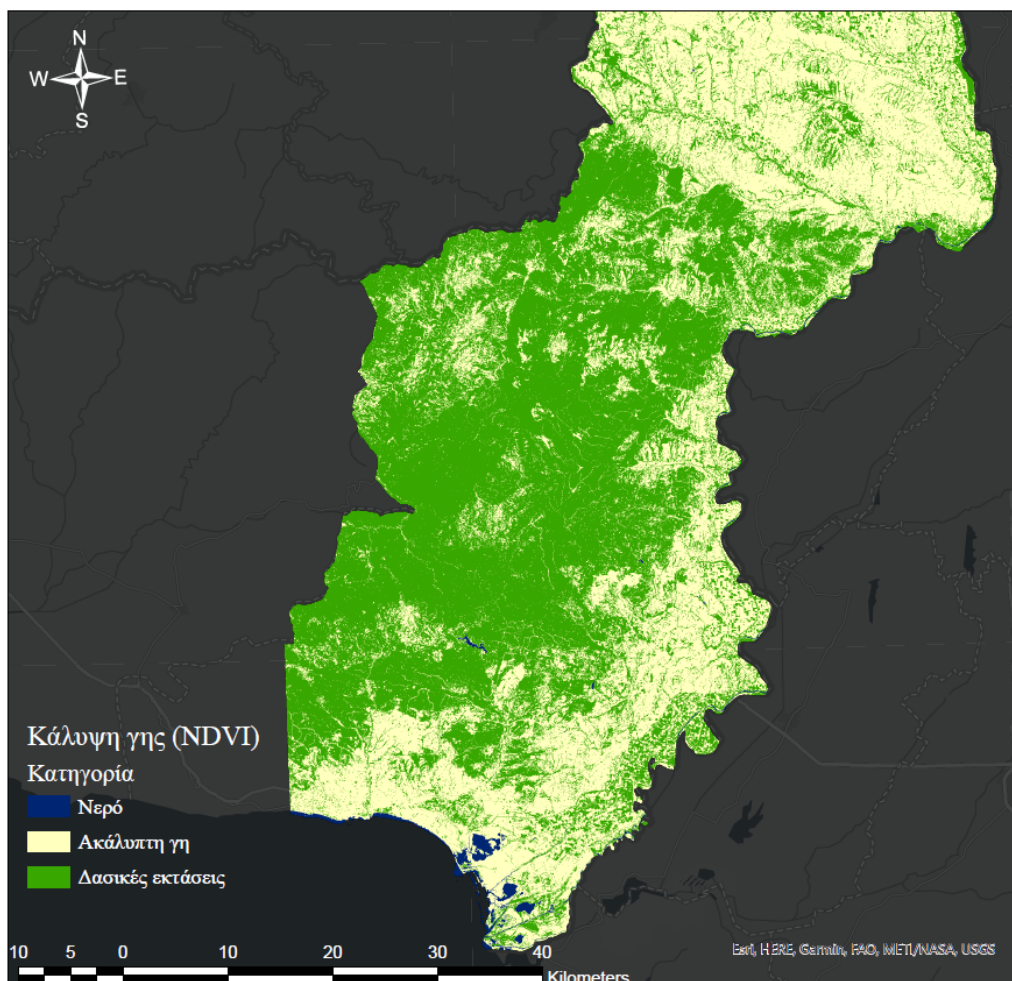 N
W E
S
Κάλυψη γης (NDVI)
Κατηγορία
Νερό
Ακάλυπτη γη
Δασικές εκτάσεις
10 5 0 10 20 30 40
Kilometers
Esri, HERE, Garmin, FAO, METI/NASA, USGS